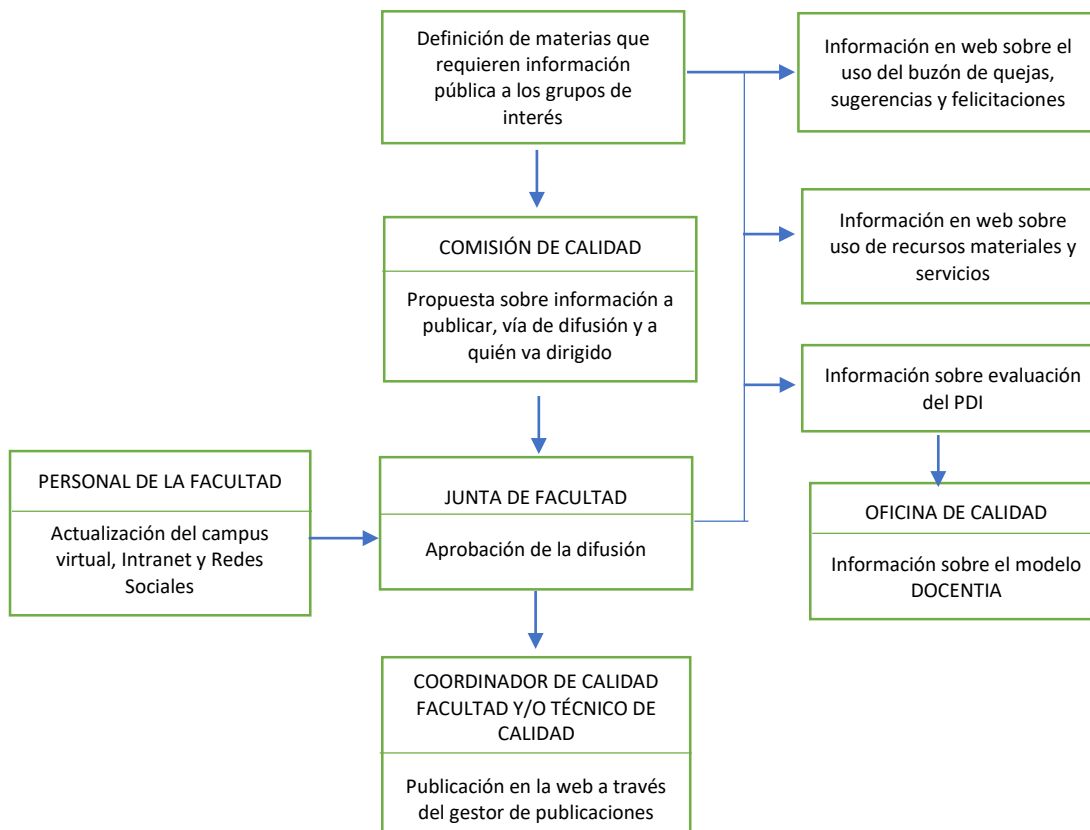 Definición de materias que
requieren información
pública a los grupos de
interés
Información en web sobre el
uso del buzón de quejas,
sugerencias y felicitaciones
COMISIÓN DE CALIDAD
Propuesta sobre información a
publicar, vía de difusión y a
quién va dirigido
Información en web sobre
uso de recursos materiales y
servicios
Información sobre evaluación
del PDI
PERSONAL DE LA FACULTAD
Actualización del campus
virtual, Intranet y Redes
Sociales
JUNTA DE FACULTAD
Aprobación de la difusión
OFICINA DE CALIDAD
Información sobre el modelo
DOCENTIA
COORDINADOR DE CALIDAD
FACULTAD Y/O TÉCNICO DE
CALIDAD
Publicación en la web a través
del gestor de publicaciones